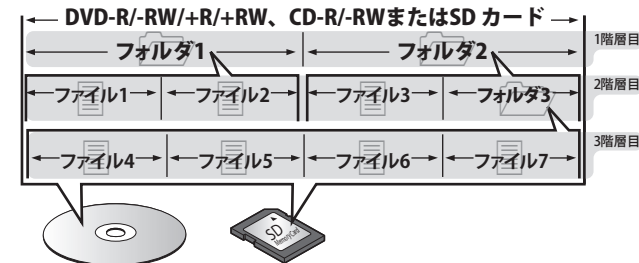 DVD-R/-RW/+R/+RW、CD-R/-RWまたはSD カード
フォルダ1 フォルダ2 1階層目
ファイル1 ファイル2 ファイル3 フォルダ3 2階層目
ファイル4 ファイル5 ファイル6 ファイル7 3階層目
SD
MemoryCard